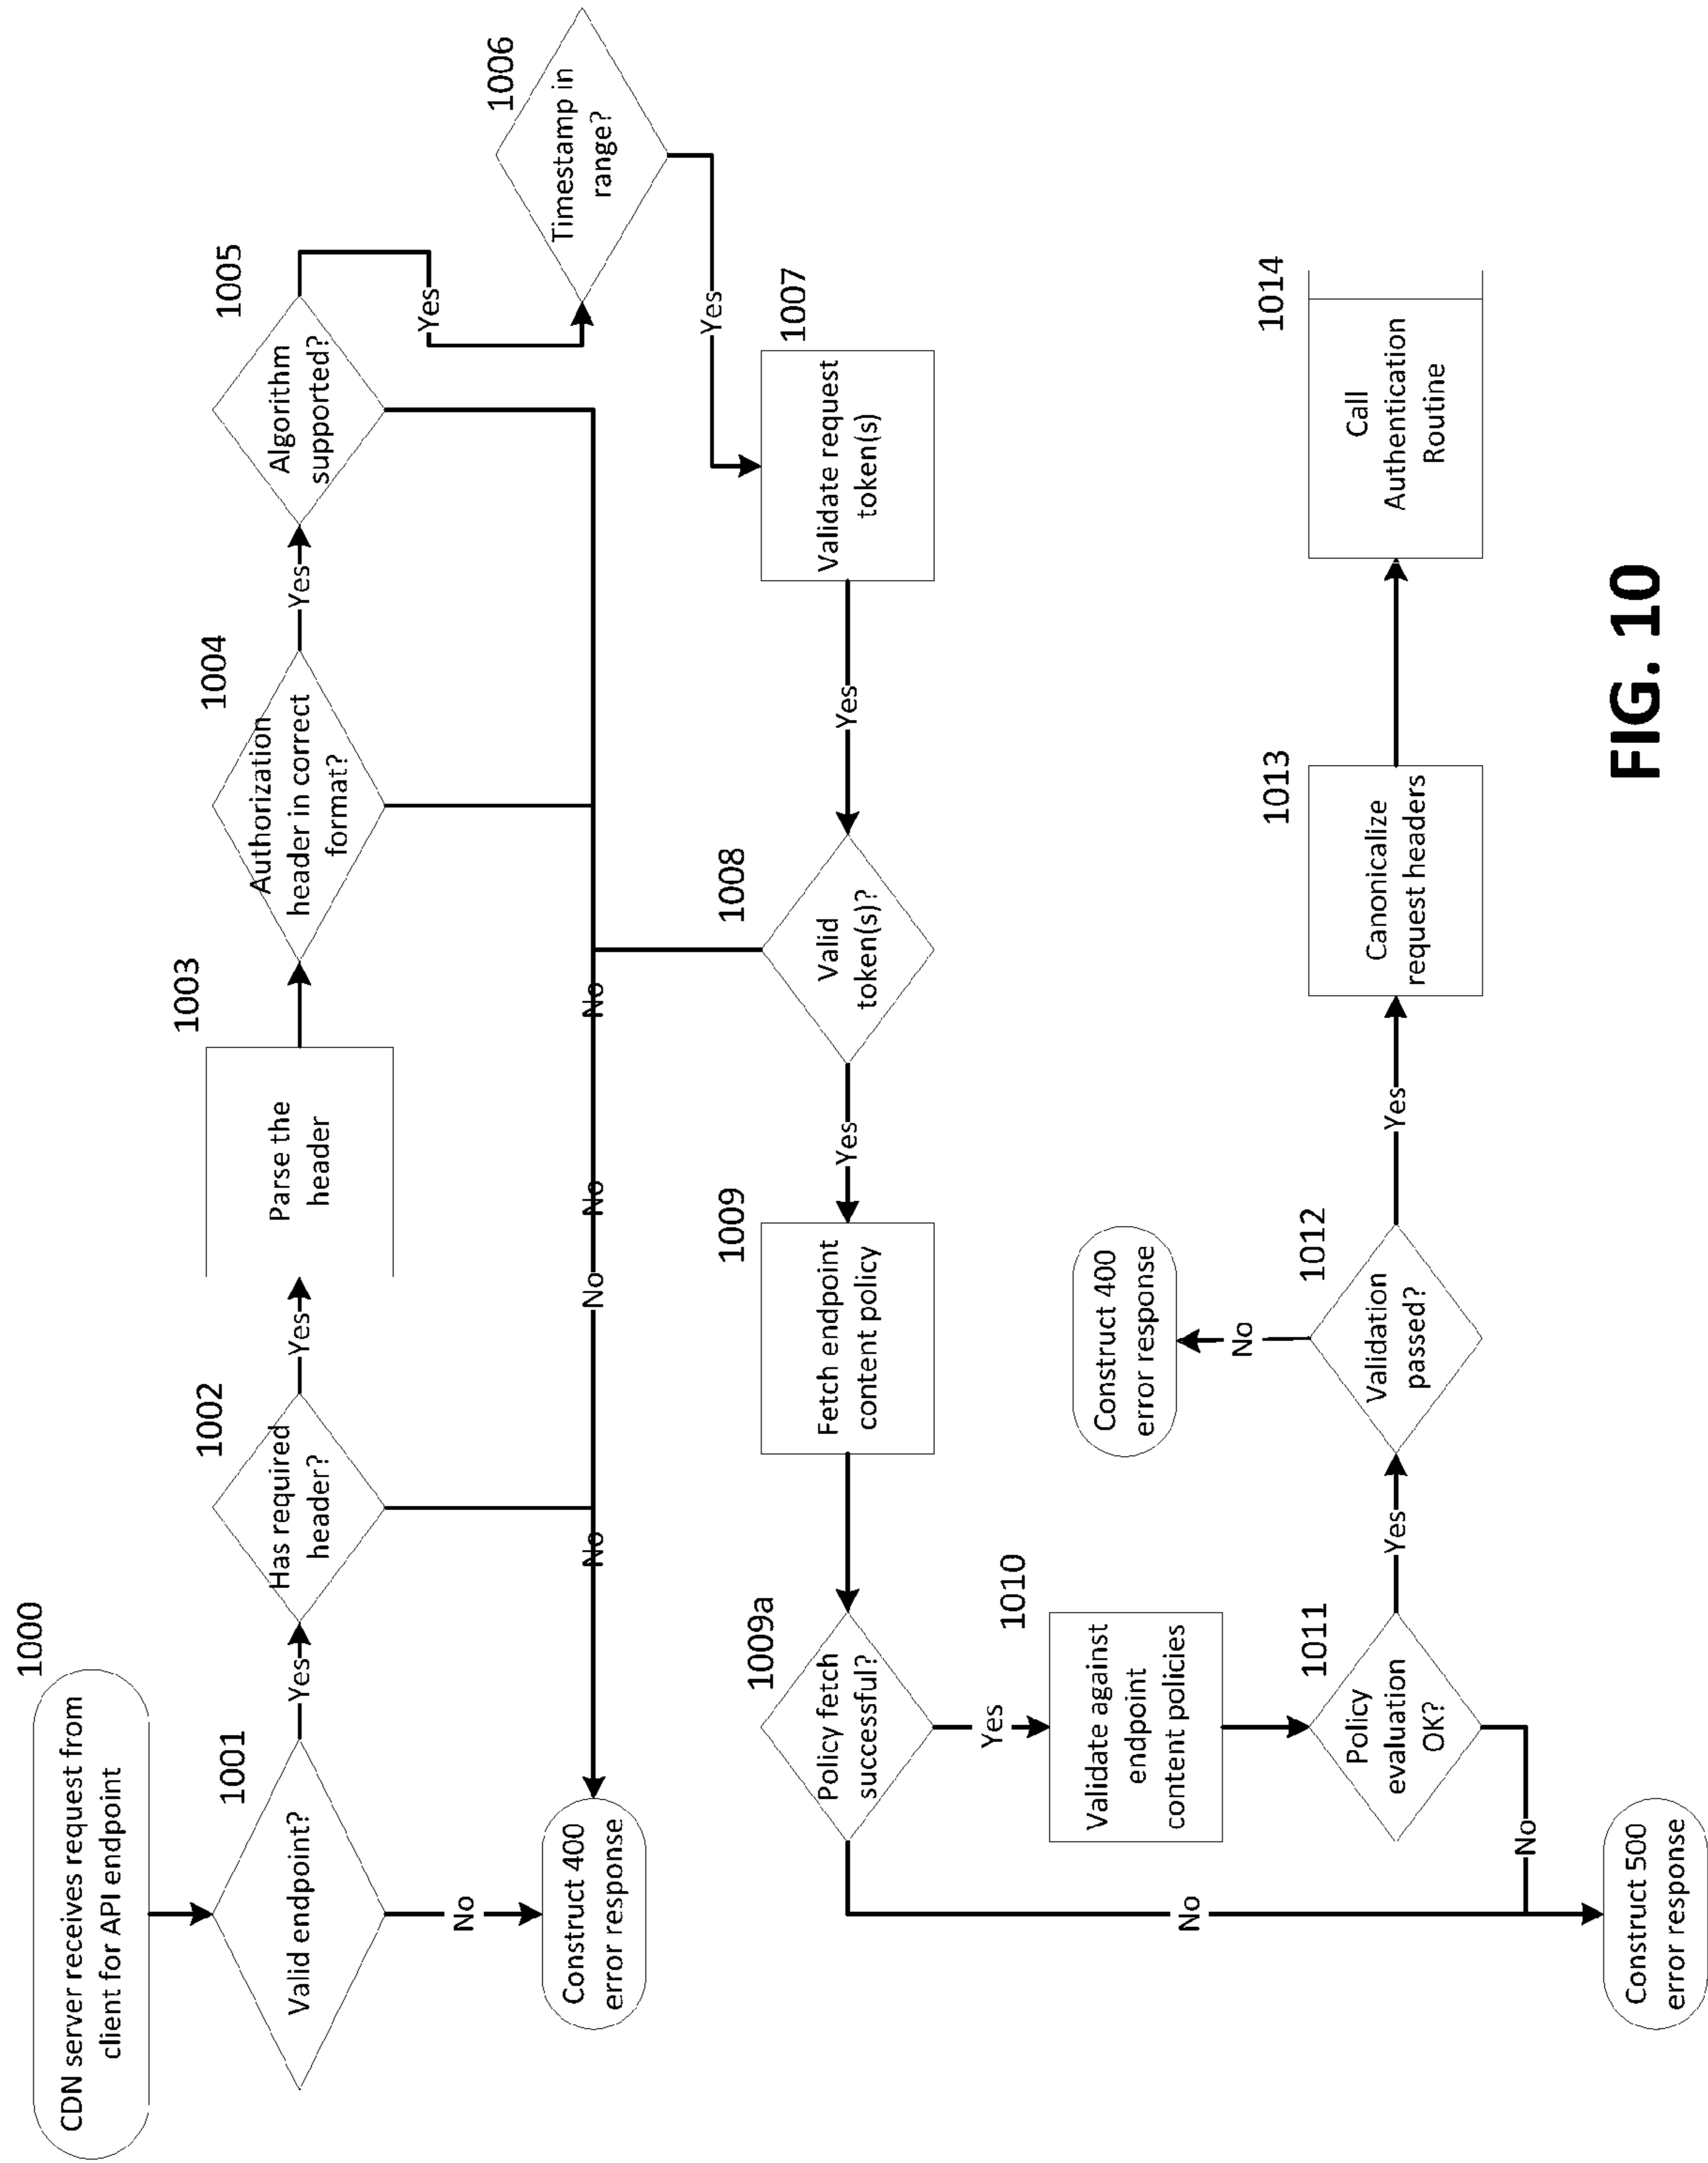 1000
CDN server receives request from
client for API endpoint
1001
Valid endpoint?
Yes
No
1002
Has required
header?
Yes
1003
Parse the
header
1004
Authorization
header in correct
format?
Yes
1005
Algorithm
supported?
Yes
1006
Timestamp in
range?
Yes
No
No
No
No
Construct 400
error response
1007
Validate request
token(s)
Yes
1008
Valid
token(s)?
Yes
1009
Fetch endpoint
content policy
1009a
Policy fetch
successful?
Yes
No
1010
Validate against
endpoint
content policies
1011
Policy
evaluation
OK?
Yes
No
Construct 500
error response
1012
Validation
passed?
No
Construct 400
error response
Yes
1013
Canonicalize
request headers
1014
Call
Authentication
Routine
FIG. 10